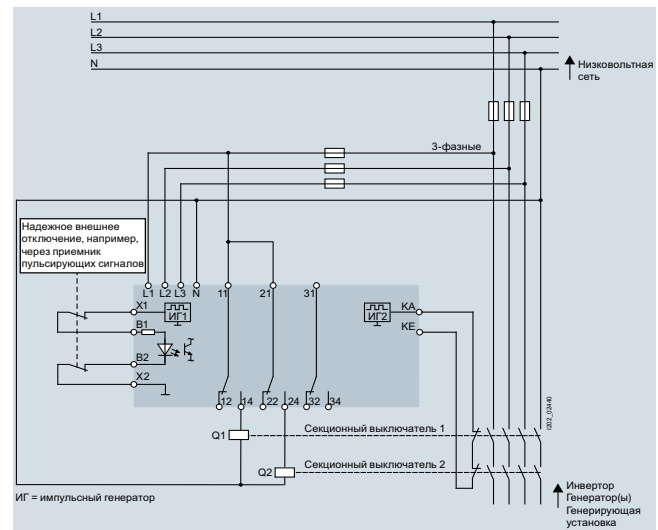 L1
L2
L3
N
Низковольтная
сеть
3-фазные
Надежное внешнее
отключение, например,
через приемник
пульсирующих сигналов
L1 L2 L3 N 11 21 31
X1
ИГ1
ИГ2
KA
B1
KE
B2
X2
12 14 22 24 32 34
I202_02440
Q1
Секционный выключатель 1
Q2
Секционный выключатель 2
ИГ = импульсный генератор
Инвертор
Генератор(ы)
Генерирующая
установка